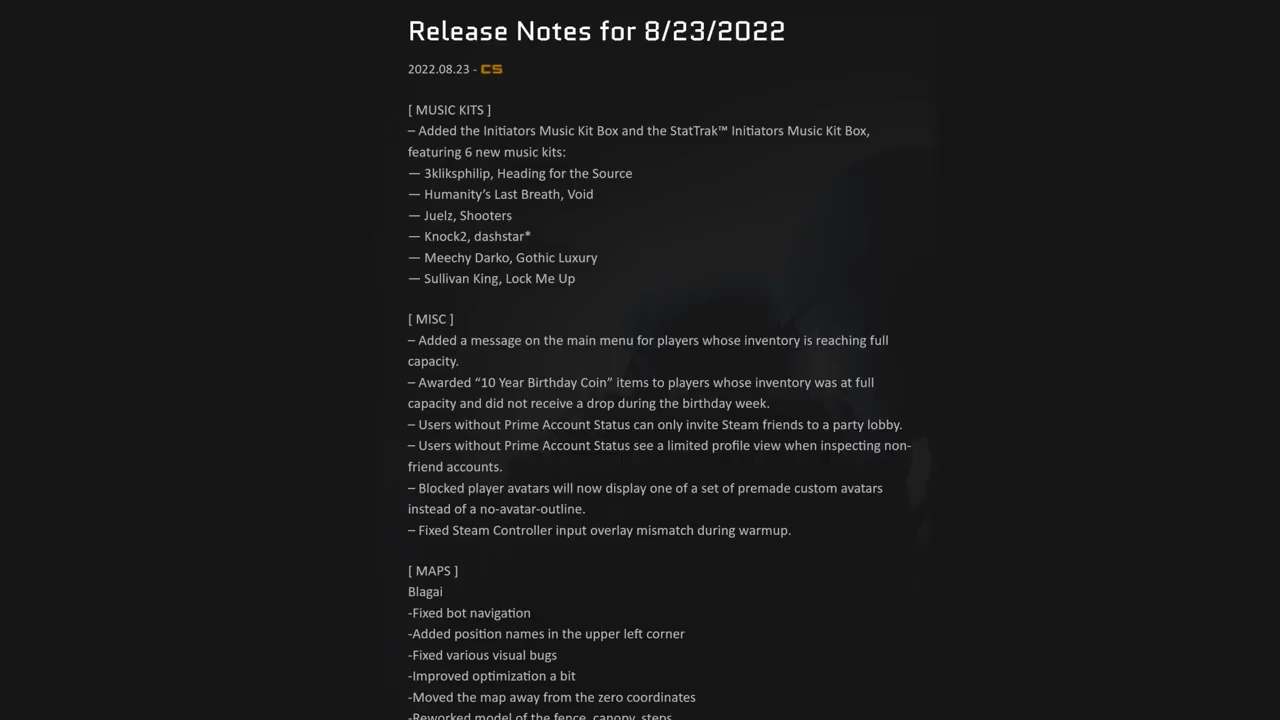 Release Notes for 8/23/2022
2022.08.23 - CS
[ MUSIC KITS ]
– Added the Initiators Music Kit Box and the StatTrak™ Initiators Music Kit Box,
featuring 6 new music kits:
— 3kliksphilip, Heading for the Source
— Humanity’s Last Breath, Void
— Juelz, Shooters
— Knock2, dashstar*
— Meechy Darko, Gothic Luxury
— Sullivan King, Lock Me Up
[ MISC ]
– Added a message on the main menu for players whose inventory is reaching full
capacity.
– Awarded “10 Year Birthday Coin” items to players whose inventory was at full
capacity and did not receive a drop during the birthday week.
– Users without Prime Account Status can only invite Steam friends to a party lobby.
– Users without Prime Account Status see a limited profile view when inspecting non-
friend accounts.
– Blocked player avatars will now display one of a set of premade custom avatars
instead of a no-avatar-outline.
– Fixed Steam Controller input overlay mismatch during warmup.
[ MAPS ]
Blagai
-Fixed bot navigation
-Added position names in the upper left corner
-Fixed various visual bugs
-Improved optimization a bit
-Moved the map away from the zero coordinates
-Reworked model of the fence, canopy, steps